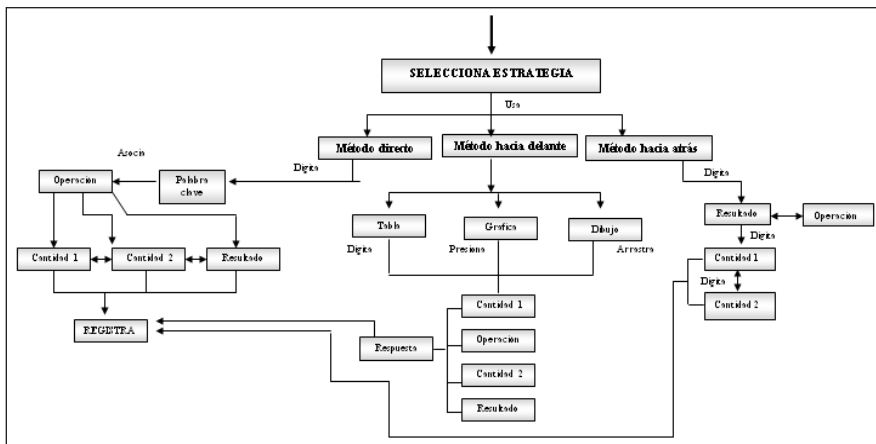 SELECCIONA ESTRATEGIA
Usa
Método directo
Método hacia delante
Método hacia atrás
Asocia
Digita
Digita
Operación
Palabra
clave
Resultado
Operación
Tabla
Grafica
Dibujo
Digita
Digita
Presiona
Arrastra
Cantidad 1
Cantidad 2
Resultado
Cantidad 1
Digita
Cantidad 2
Cantidad 1
REGISTRA
Respuesta
Operación
Cantidad 2
Resultado